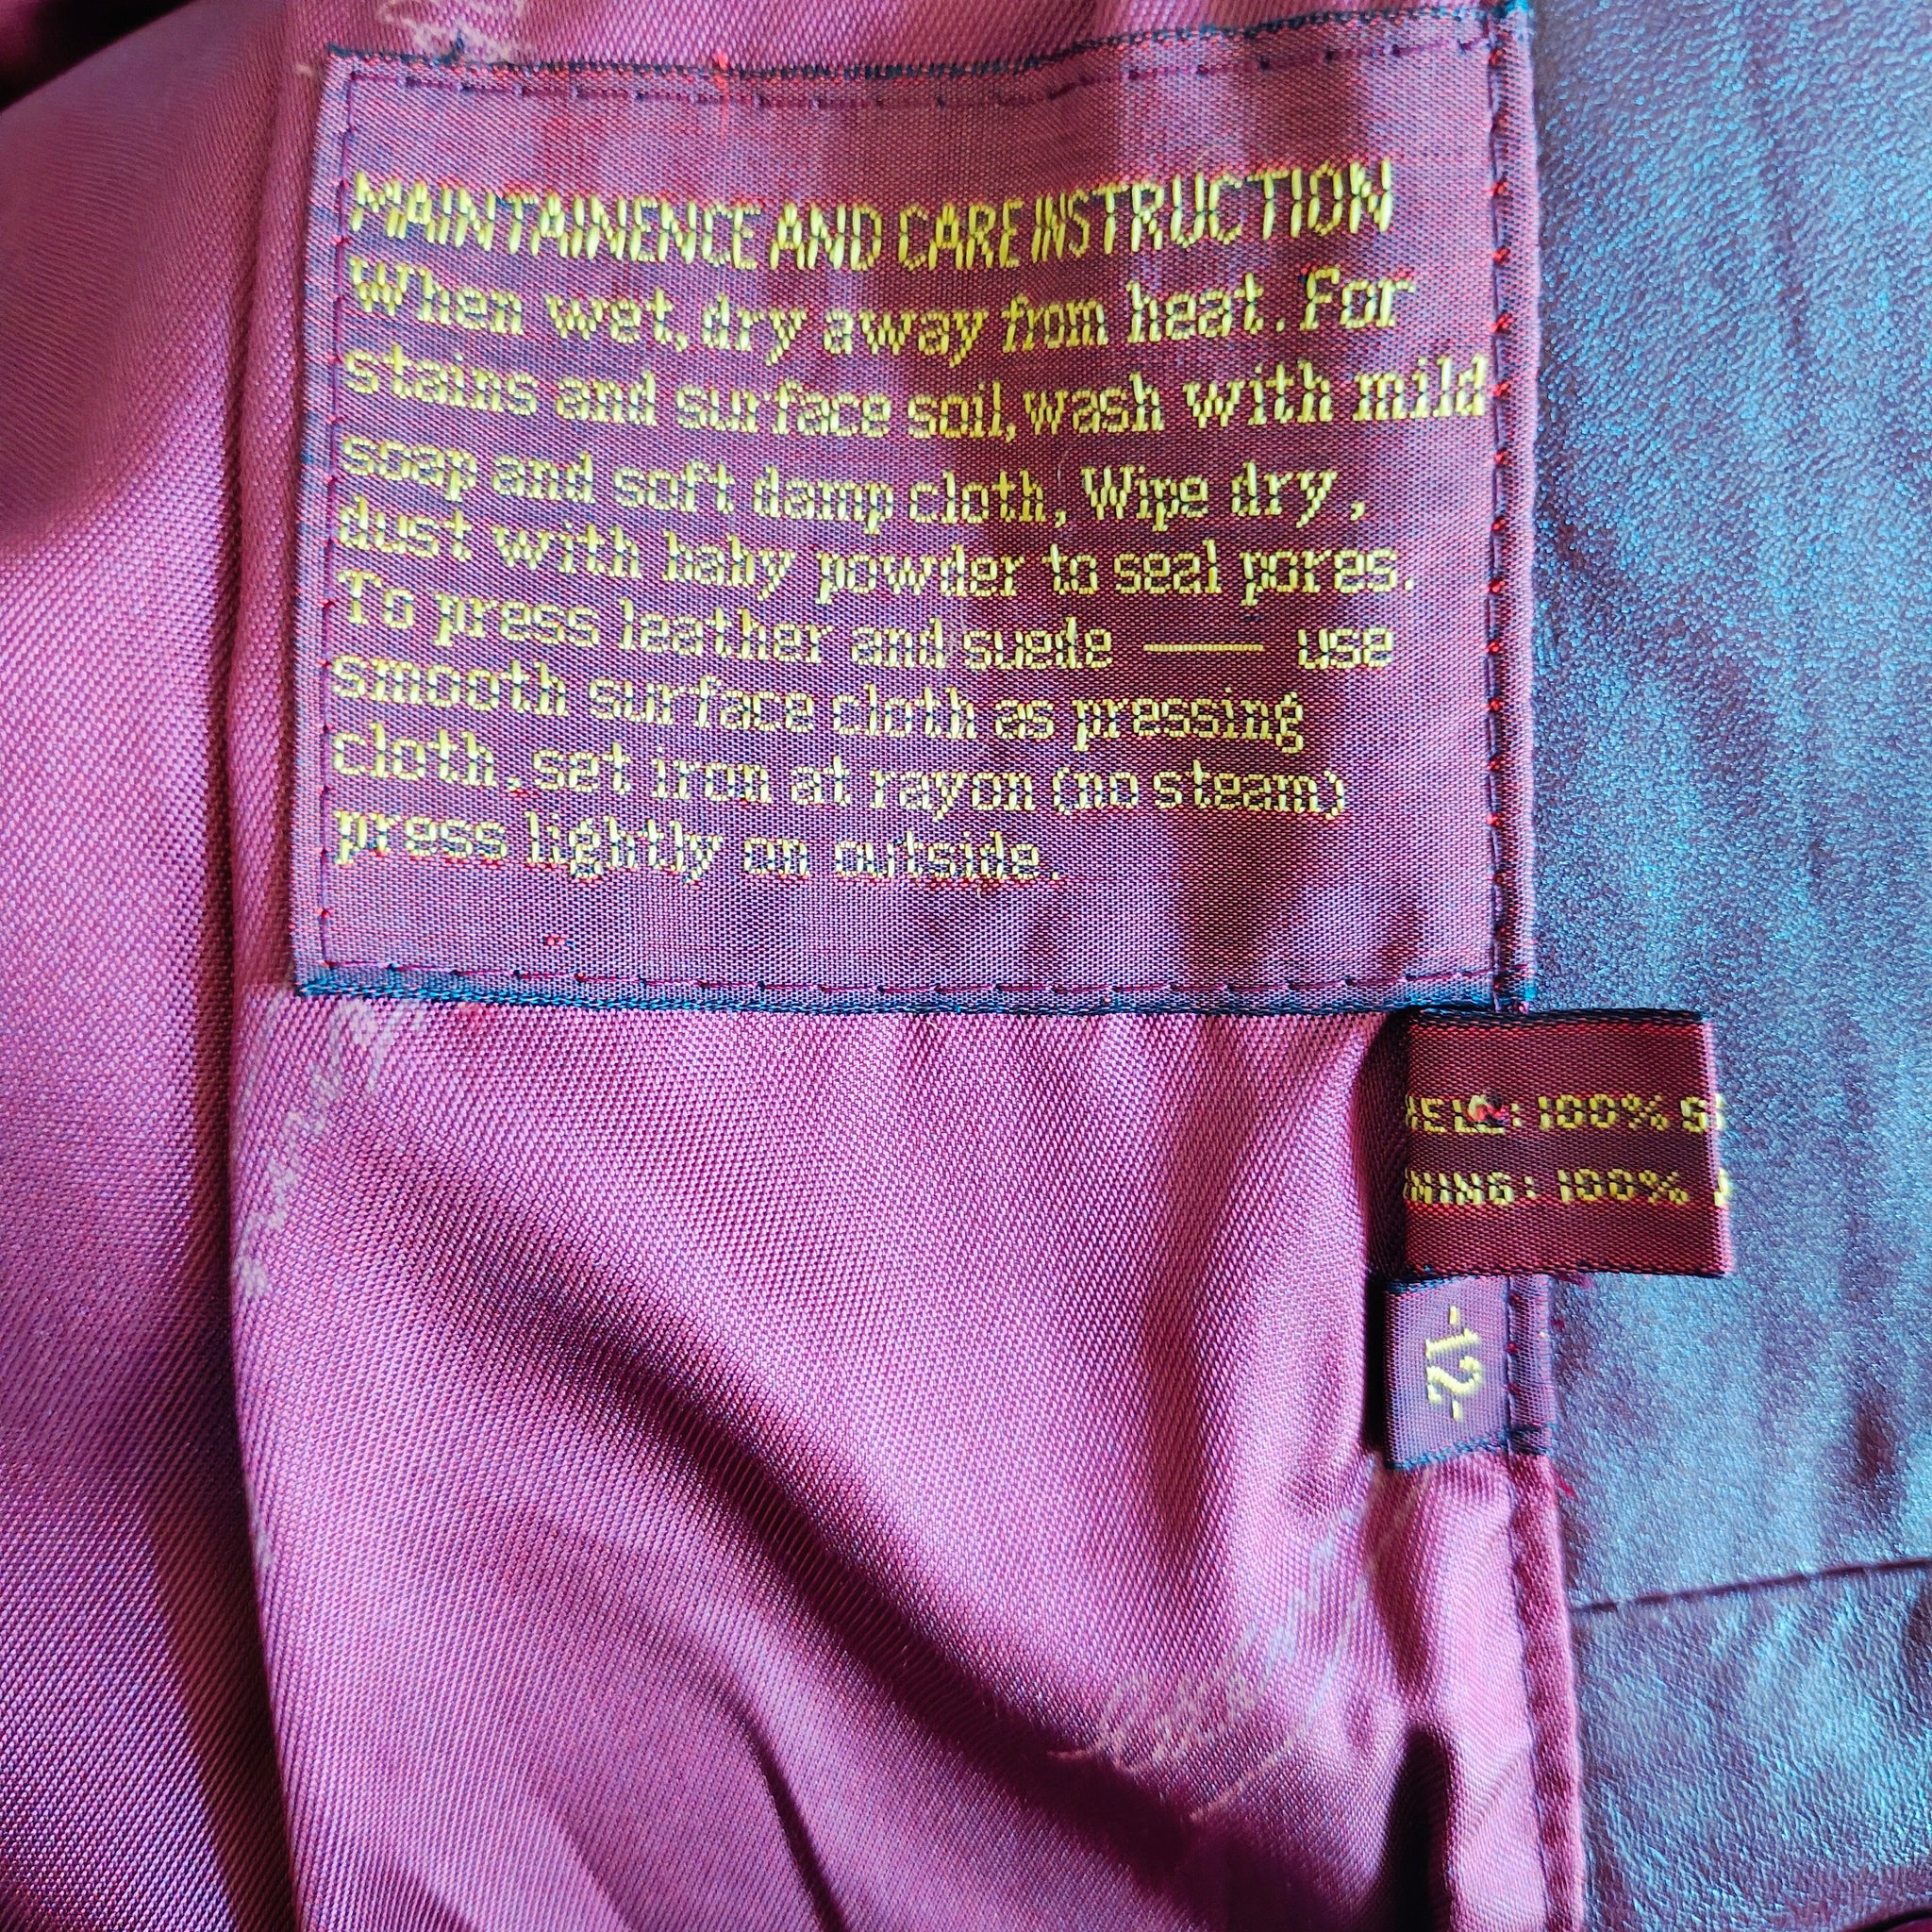 MAINTAINENCE AND CARE INSTRUCTION
When wet, dry away from heat. For
stains and surface soil, wash with mild
soap and soft damp cloth, Wipe dry,
dust with baby powder to seal pores.
To press leather and suede — use
smooth surface cloth as pressing
cloth, set iron at rayon (no steam)
press lightly on outside.
: 100%
NING: 100%
-12-